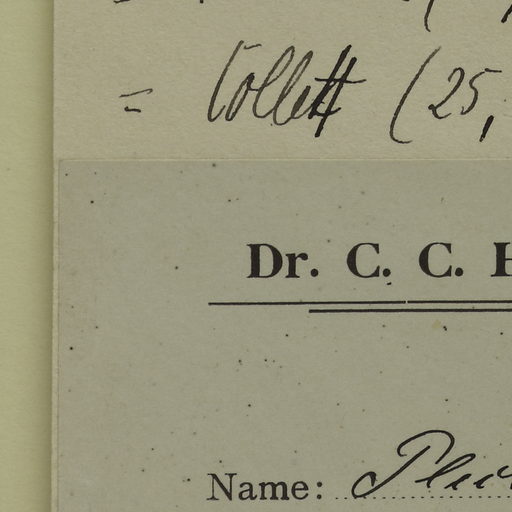 = Collett (25,
Dr. C. C. H
Name: